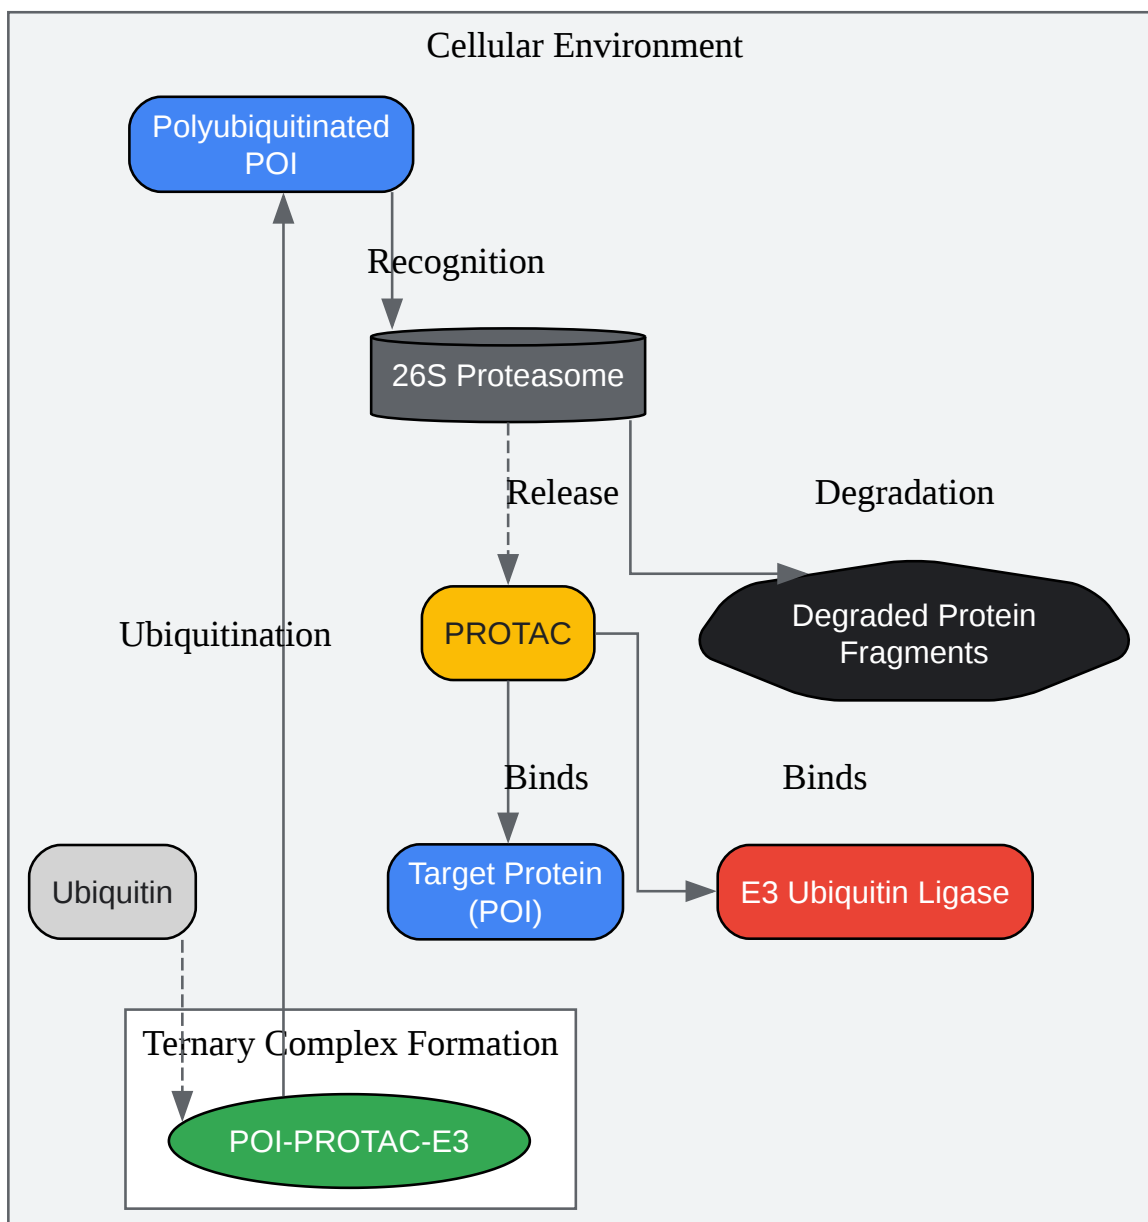 Cellular Environment
Polyubiquitinated
POI
Recognition
26S Proteasome
Release
Degradation
Ubiquitination
PROTAC
Degraded Protein
Fragments
Binds
Binds
Ubiquitin
Target Protein
(POI)
E3 Ubiquitin Ligase
Ternary Complex Formation
POI-PROTAC-E3